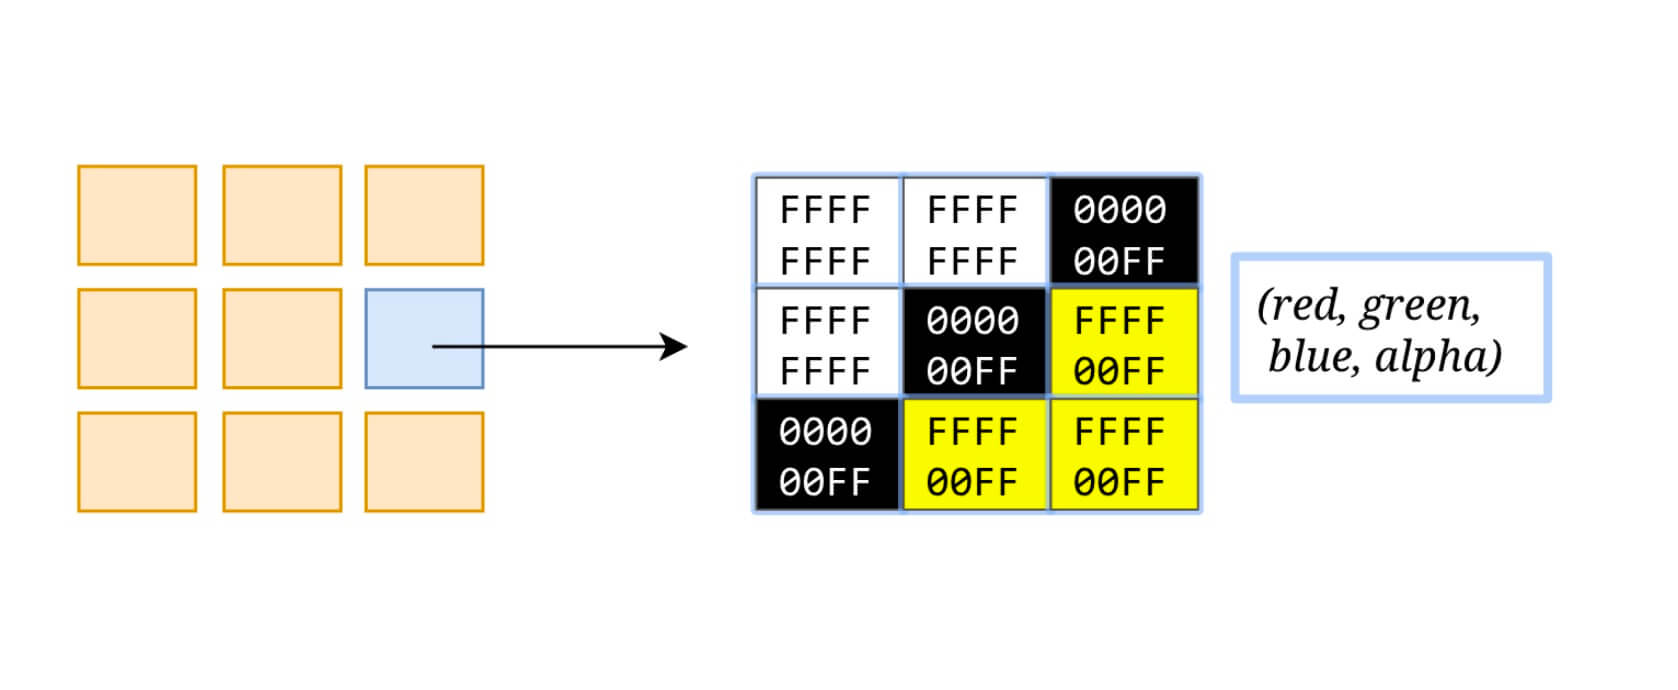 FFFF FFFF 0000
FFFF FFFF 00FF
FFFF 0000 FFFF
FFFF 00FF 00FF
0000 FFFF FFFF
00FF 00FF 00FF
(red, green,
blue, alpha)